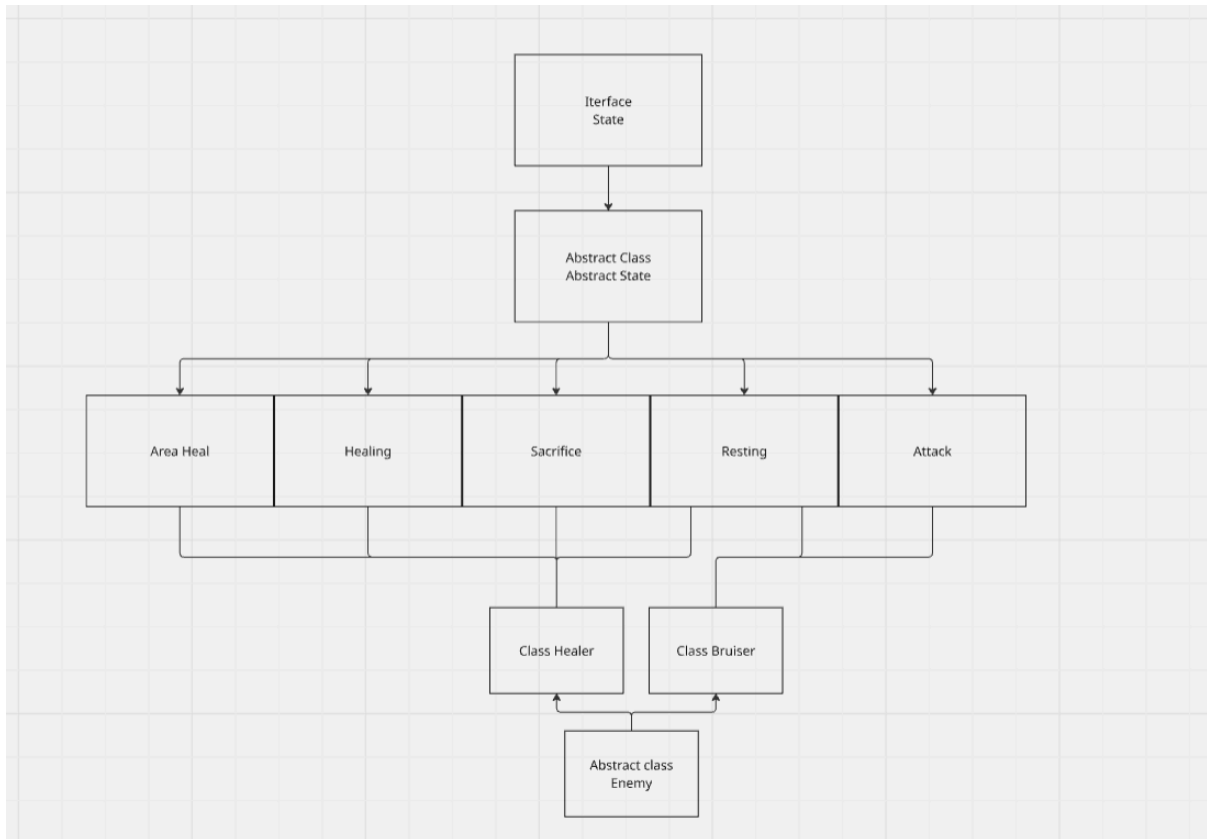 Iterface
State
Abstract Class
Abstract State
Area Heal
Healing
Sacrifice
Resting
Attack
Class Healer
Class Bruiser
Abstract class
Enemy